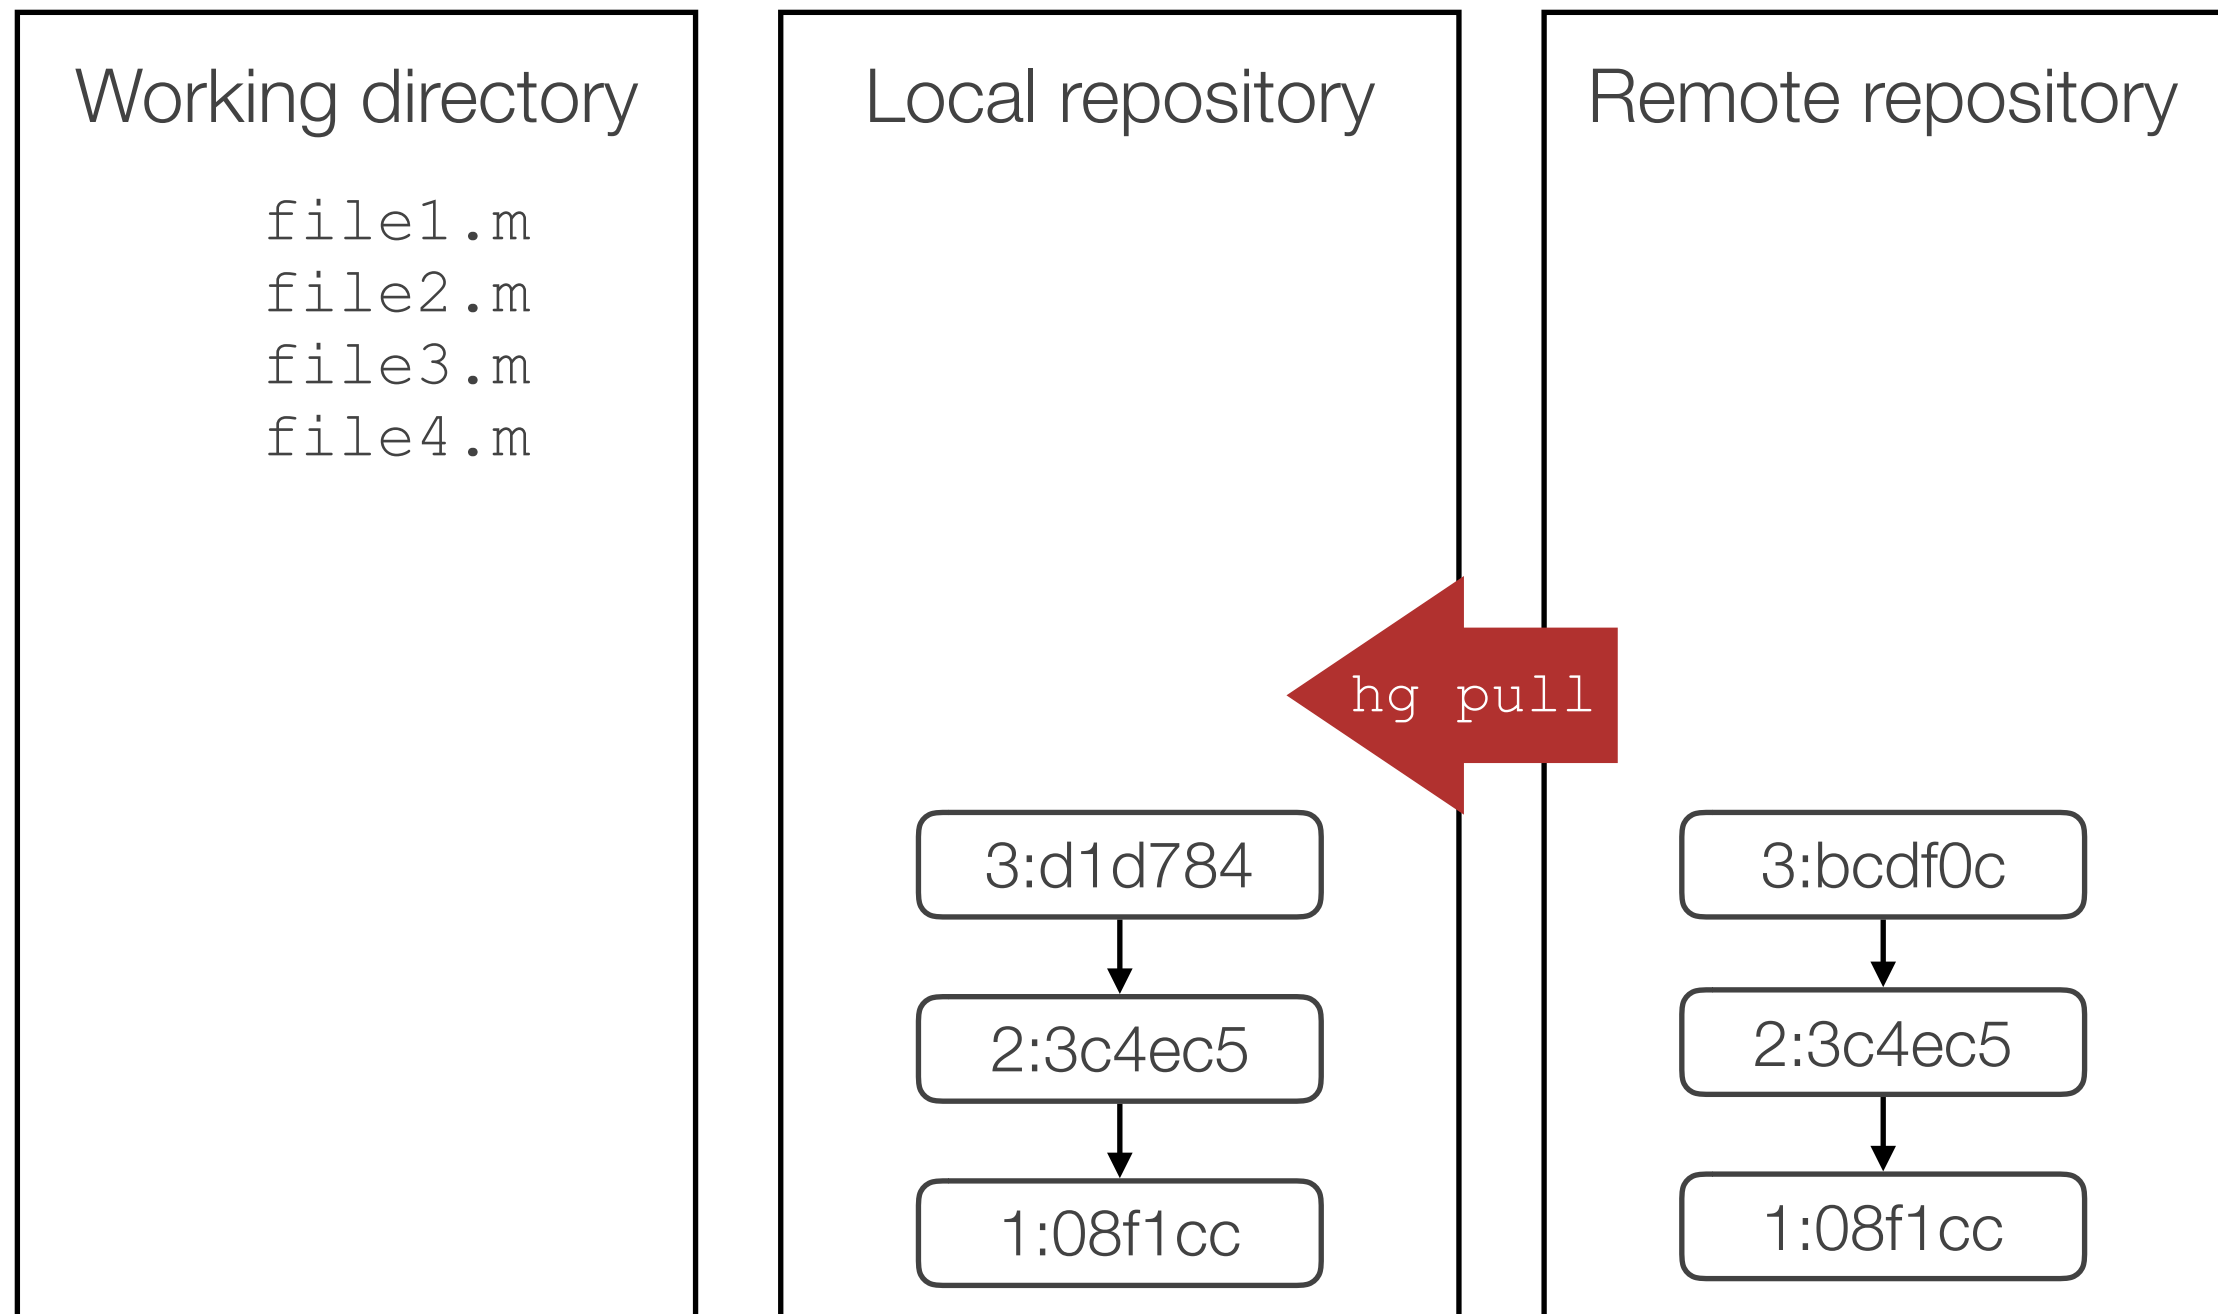 Working directory
file1.m
file2.m
file3.m
file4.m
Local repository
hg pull
3:d1d784
2:3c4ec5
1:08f1cc
Remote repository
3:bcdf0c
2:3c4ec5
1:08f1cc